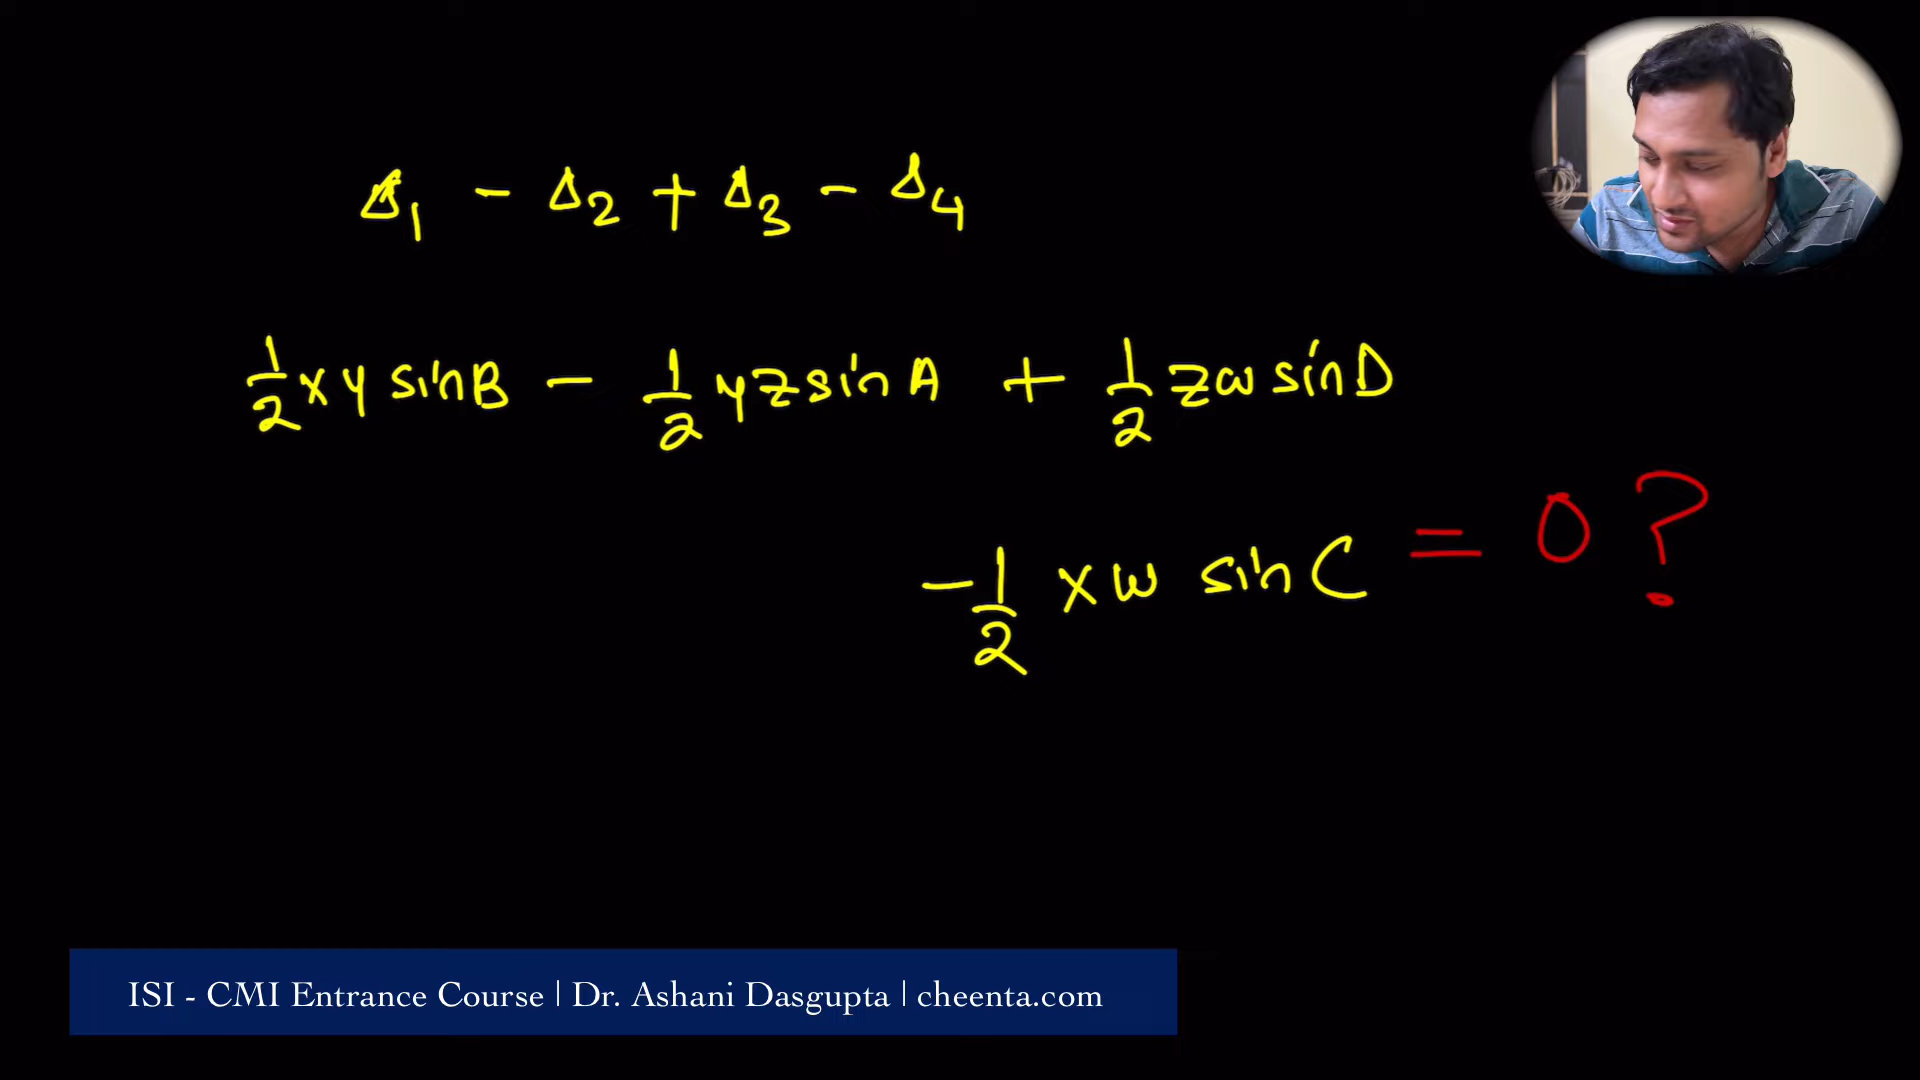 Δ₁ - Δ₂ + Δ₃ - Δ₄
1/2 xy sinB - 1/2 yz sin A + 1/2 zw sin D
-1/2 xw sin C = 0 ?
ISI - CMI Entrance Course | Dr. Ashani Dasgupta | cheenta.com